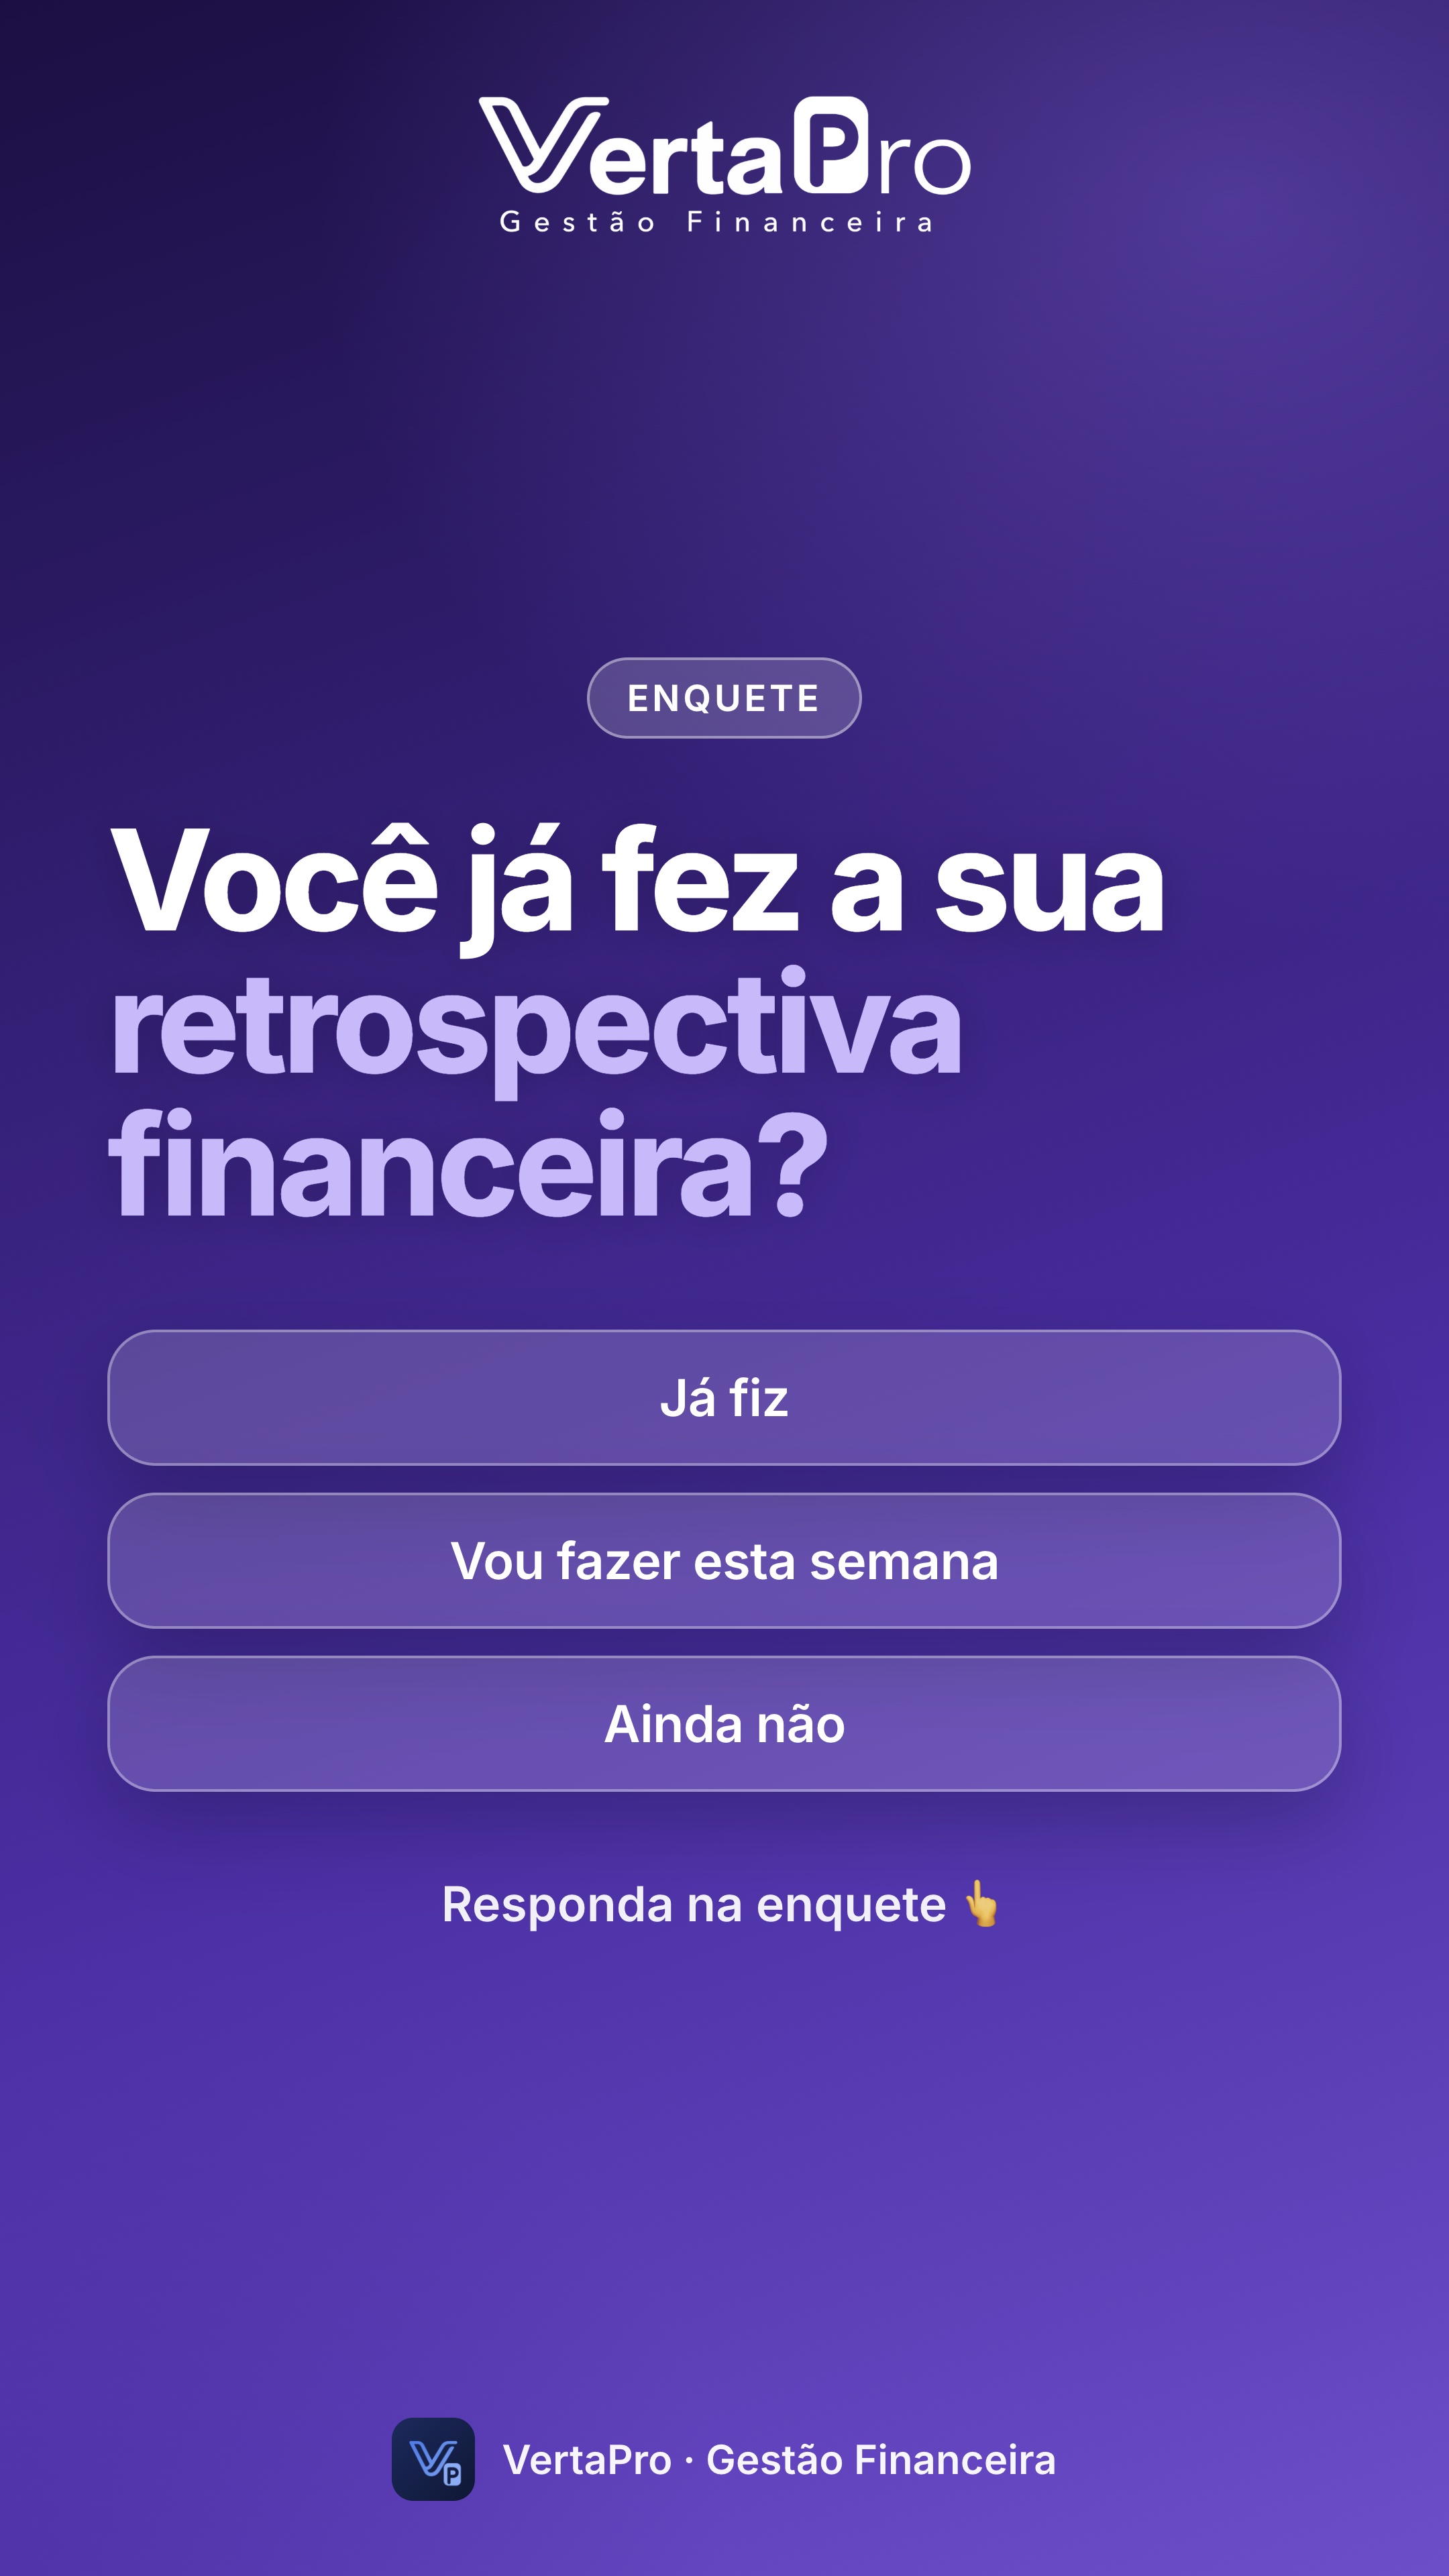 VertaPro
Gestão Financeira
ENQUETE
Você já fez a sua
retrospectiva
financeira?
Já fiz
Vou fazer esta semana
Ainda não
Responda na enquete 👆
VP
VertaPro · Gestão Financeira